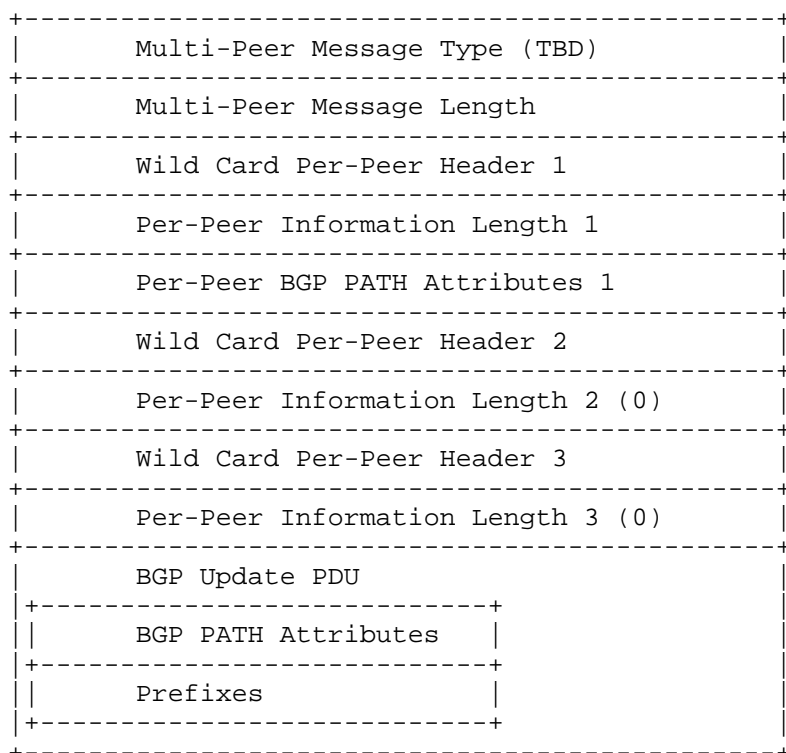 Multi-Peer Message Type (TBD)
Multi-Peer Message Length
Wild Card Per-Peer Header 1
Per-Peer Information Length 1
Per-Peer BGP PATH Attributes 1
Wild Card Per-Peer Header 2
Per-Peer Information Length 2 (0)
Wild Card Per-Peer Header 3
Per-Peer Information Length 3 (0)
BGP Update PDU
BGP PATH Attributes
Prefixes